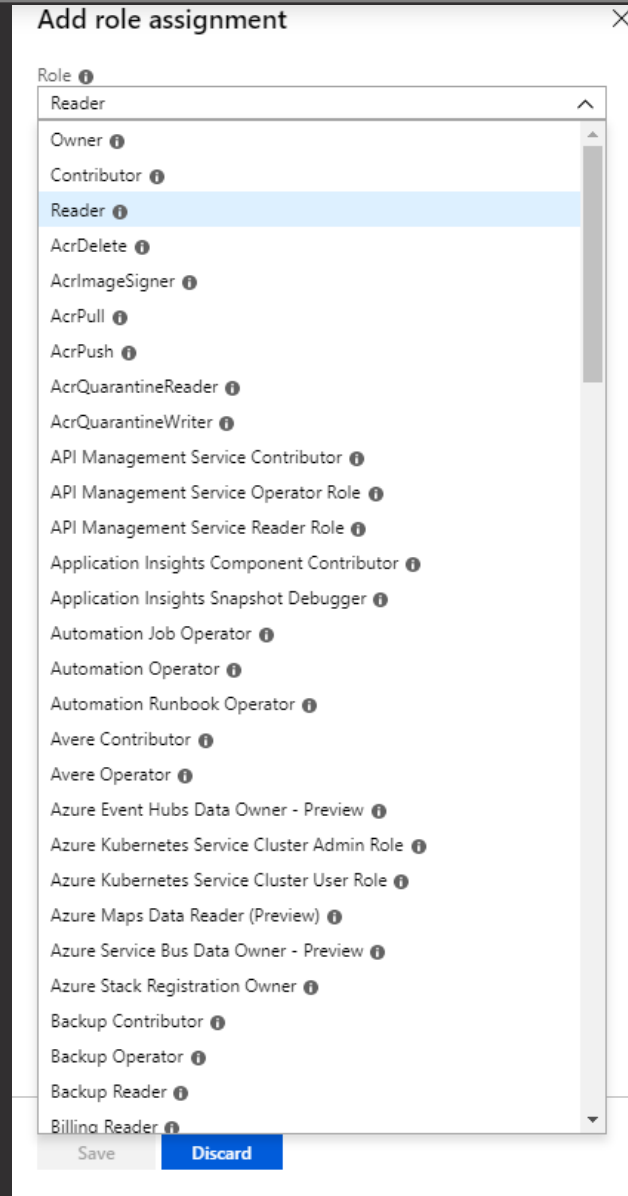 Add role assignment
Role
Reader
Owner
Contributor
Reader
AcrDelete
AcrImageSigner
AcrPull
AcrPush
AcrQuarantineReader
AcrQuarantineWriter
API Management Service Contributor
API Management Service Operator Role
API Management Service Reader Role
Application Insights Component Contributor
Application Insights Snapshot Debugger
Automation Job Operator
Automation Operator
Automation Runbook Operator
Avere Contributor
Avere Operator
Azure Event Hubs Data Owner - Preview
Azure Kubernetes Service Cluster Admin Role
Azure Kubernetes Service Cluster User Role
Azure Maps Data Reader (Preview)
Azure Service Bus Data Owner - Preview
Azure Stack Registration Owner
Backup Contributor
Backup Operator
Backup Reader
Billing Reader
Save Discard